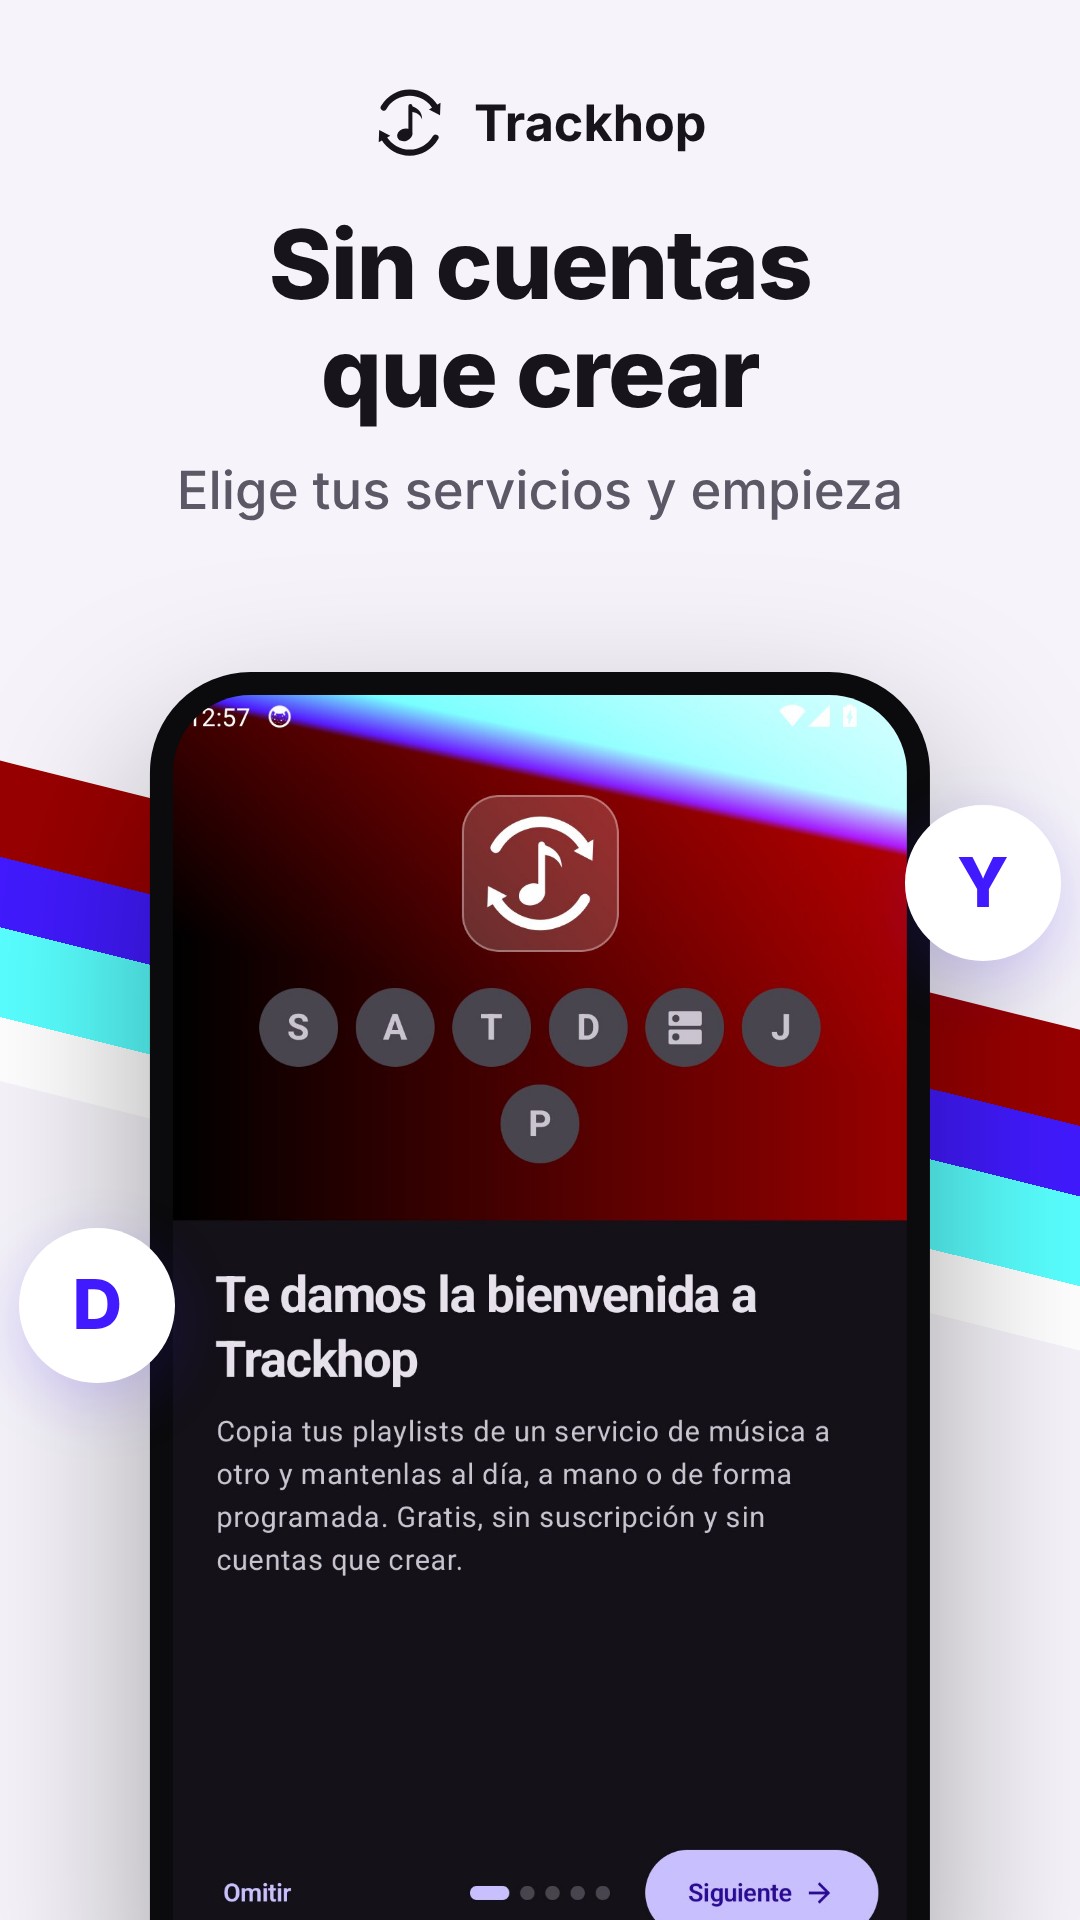 Trackhop
Sin cuentas
que crear
Elige tus servicios y empieza
12:57
Y
S A T D J
P
D
Te damos la bienvenida a
Trackhop
Copia tus playlists de un servicio de música a
otro y mantenlas al día, a mano o de forma
programada. Gratis, sin suscripción y sin
cuentas que crear.
Omitir
Siguiente